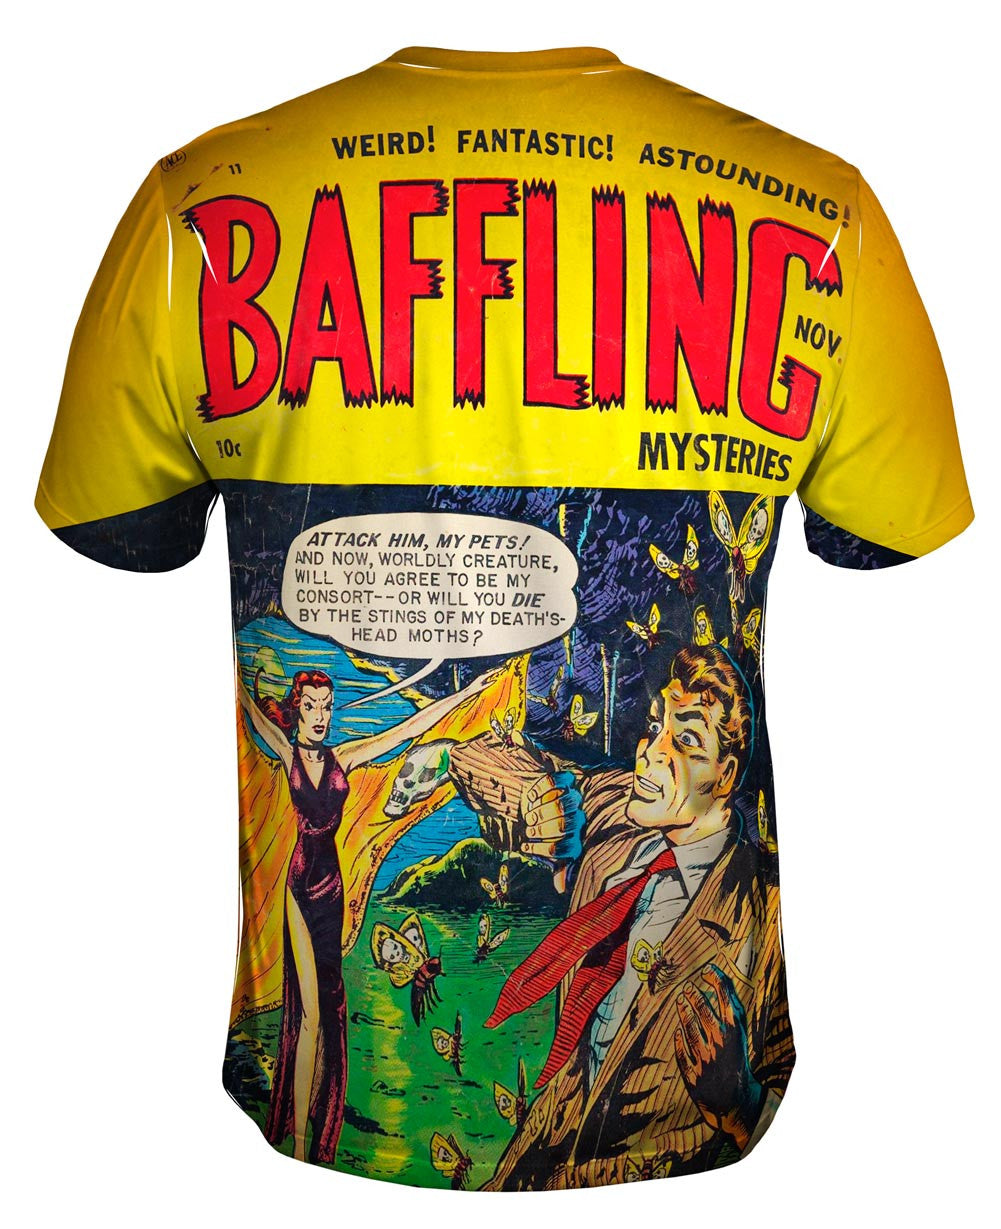 WEIRD! FANTASTIC! ASTOUNDING!
ACE
11
BAFFLING
NOV.
10c
MYSTERIES
ATTACK HIM, MY PETS!
AND NOW, WORLDLY CREATURE,
WILL YOU AGREE TO BE MY
CONSORT--OR WILL YOU DIE
BY THE STINGS OF MY DEATH'S-
HEAD MOTHS?